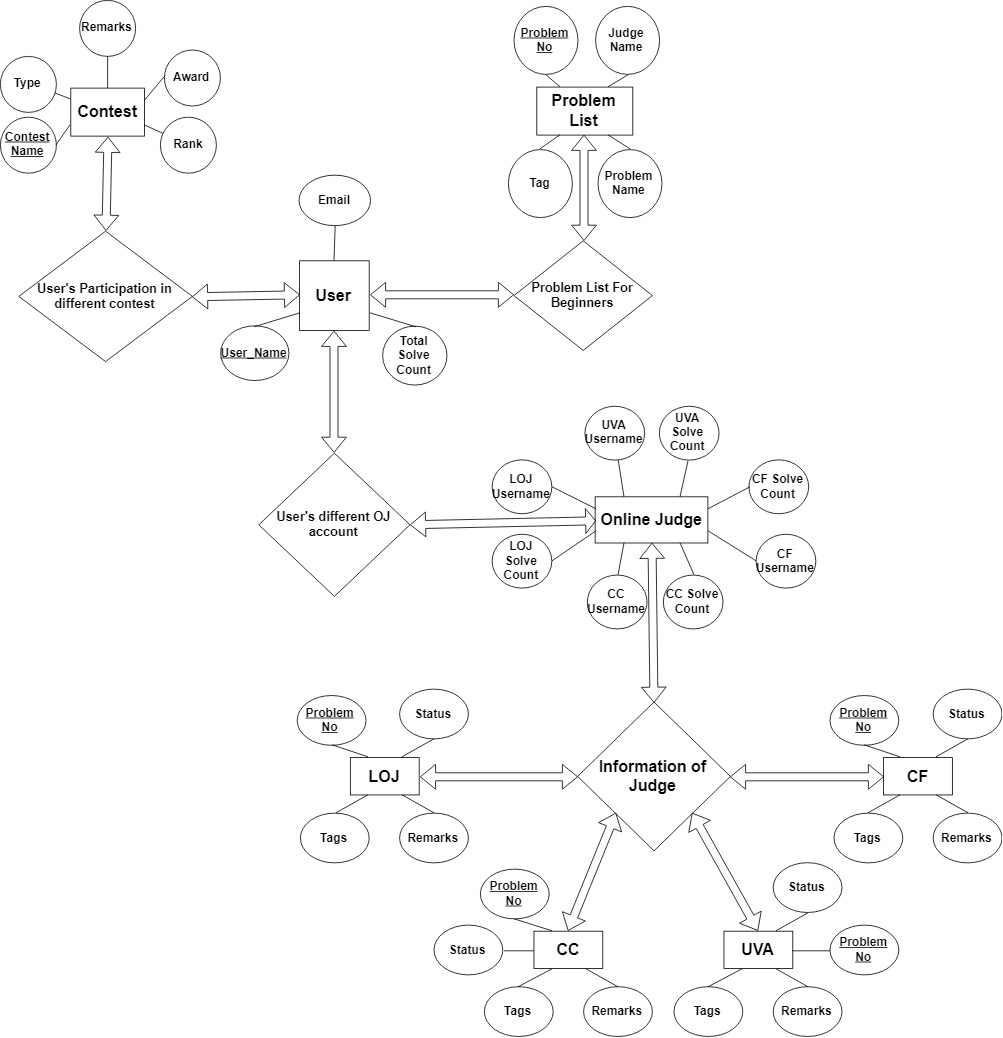 Remarks
Type
Award
Contest
Contest
Name
Rank
Problem
No
Judge
Name
Problem
List
Tag
Problem
Name
Email
User's Participation in
different contest
User
Problem List For
Beginners
User_Name
Total
Solve
Count
UVA
Username
UVA
Solve
Count
LOJ
Username
CF Solve
Count
User's different OJ
account
Online Judge
LOJ
Solve
Count
CF
Username
CC
Username
CC Solve
Count
Problem
No
Status
LOJ
Tags
Remarks
Information of
Judge
Problem
No
Status
CF
Tags
Remarks
Problem
No
Status
CC
Tags
Remarks
Status
UVA
Problem
No
Tags
Remarks